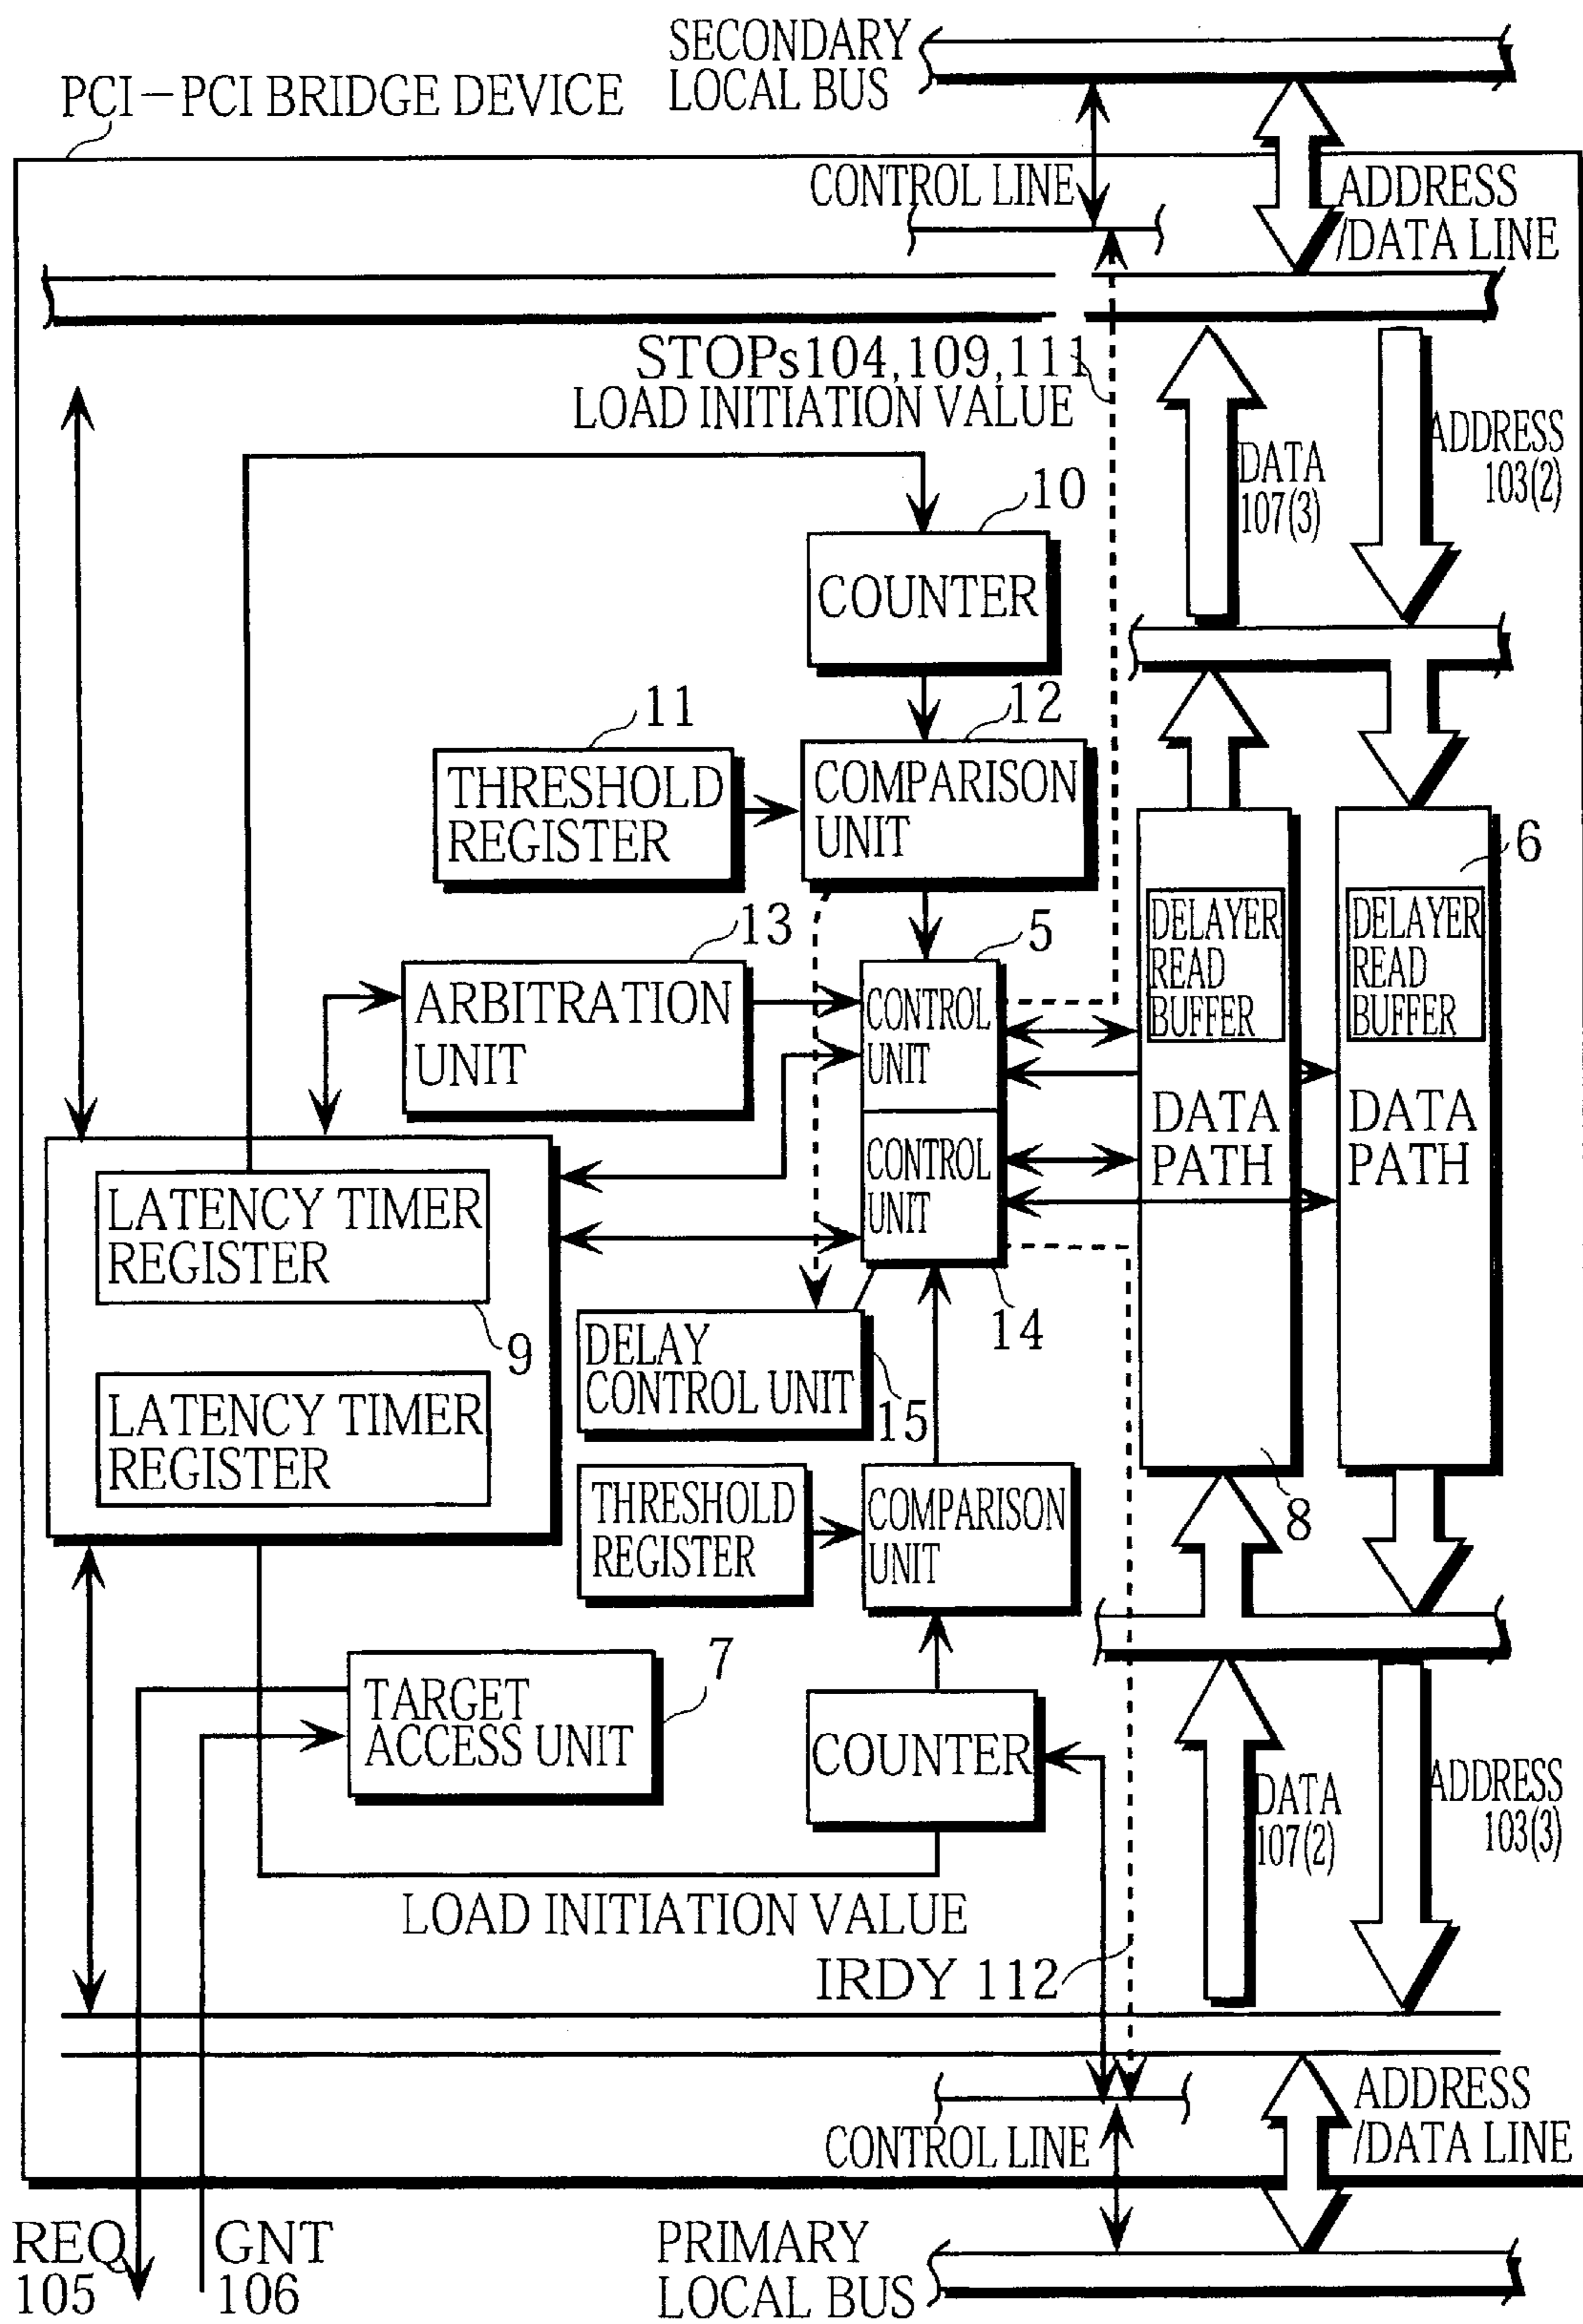 SECONDARY
LOCAL BUS
PCI-PCI BRIDGE DEVICE
CONTROL LINE
ADDRESS
/DATA LINE
STOPs104,109,111
LOAD INITIATION VALUE
DATA
107(3)
ADDRESS
103(2)
10
COUNTER
11
THRESHOLD
REGISTER
12
COMPARISON
UNIT
6
13
ARBITRATION
UNIT
5
CONTROL
UNIT
DELAYER
READ
BUFFER
DELAYER
READ
BUFFER
DATA
PATH
DATA
PATH
CONTROL
UNIT
LATENCY TIMER
REGISTER
9
14
DELAY
CONTROL UNIT
15
LATENCY TIMER
REGISTER
THRESHOLD
REGISTER
COMPARISON
UNIT
8
7
TARGET
ACCESS UNIT
COUNTER
DATA
107(2)
ADDRESS
103(3)
LOAD INITIATION VALUE
IRDY 112
CONTROL LINE
ADDRESS
/DATA LINE
REQ
105
GNT
106
PRIMARY
LOCAL BUS